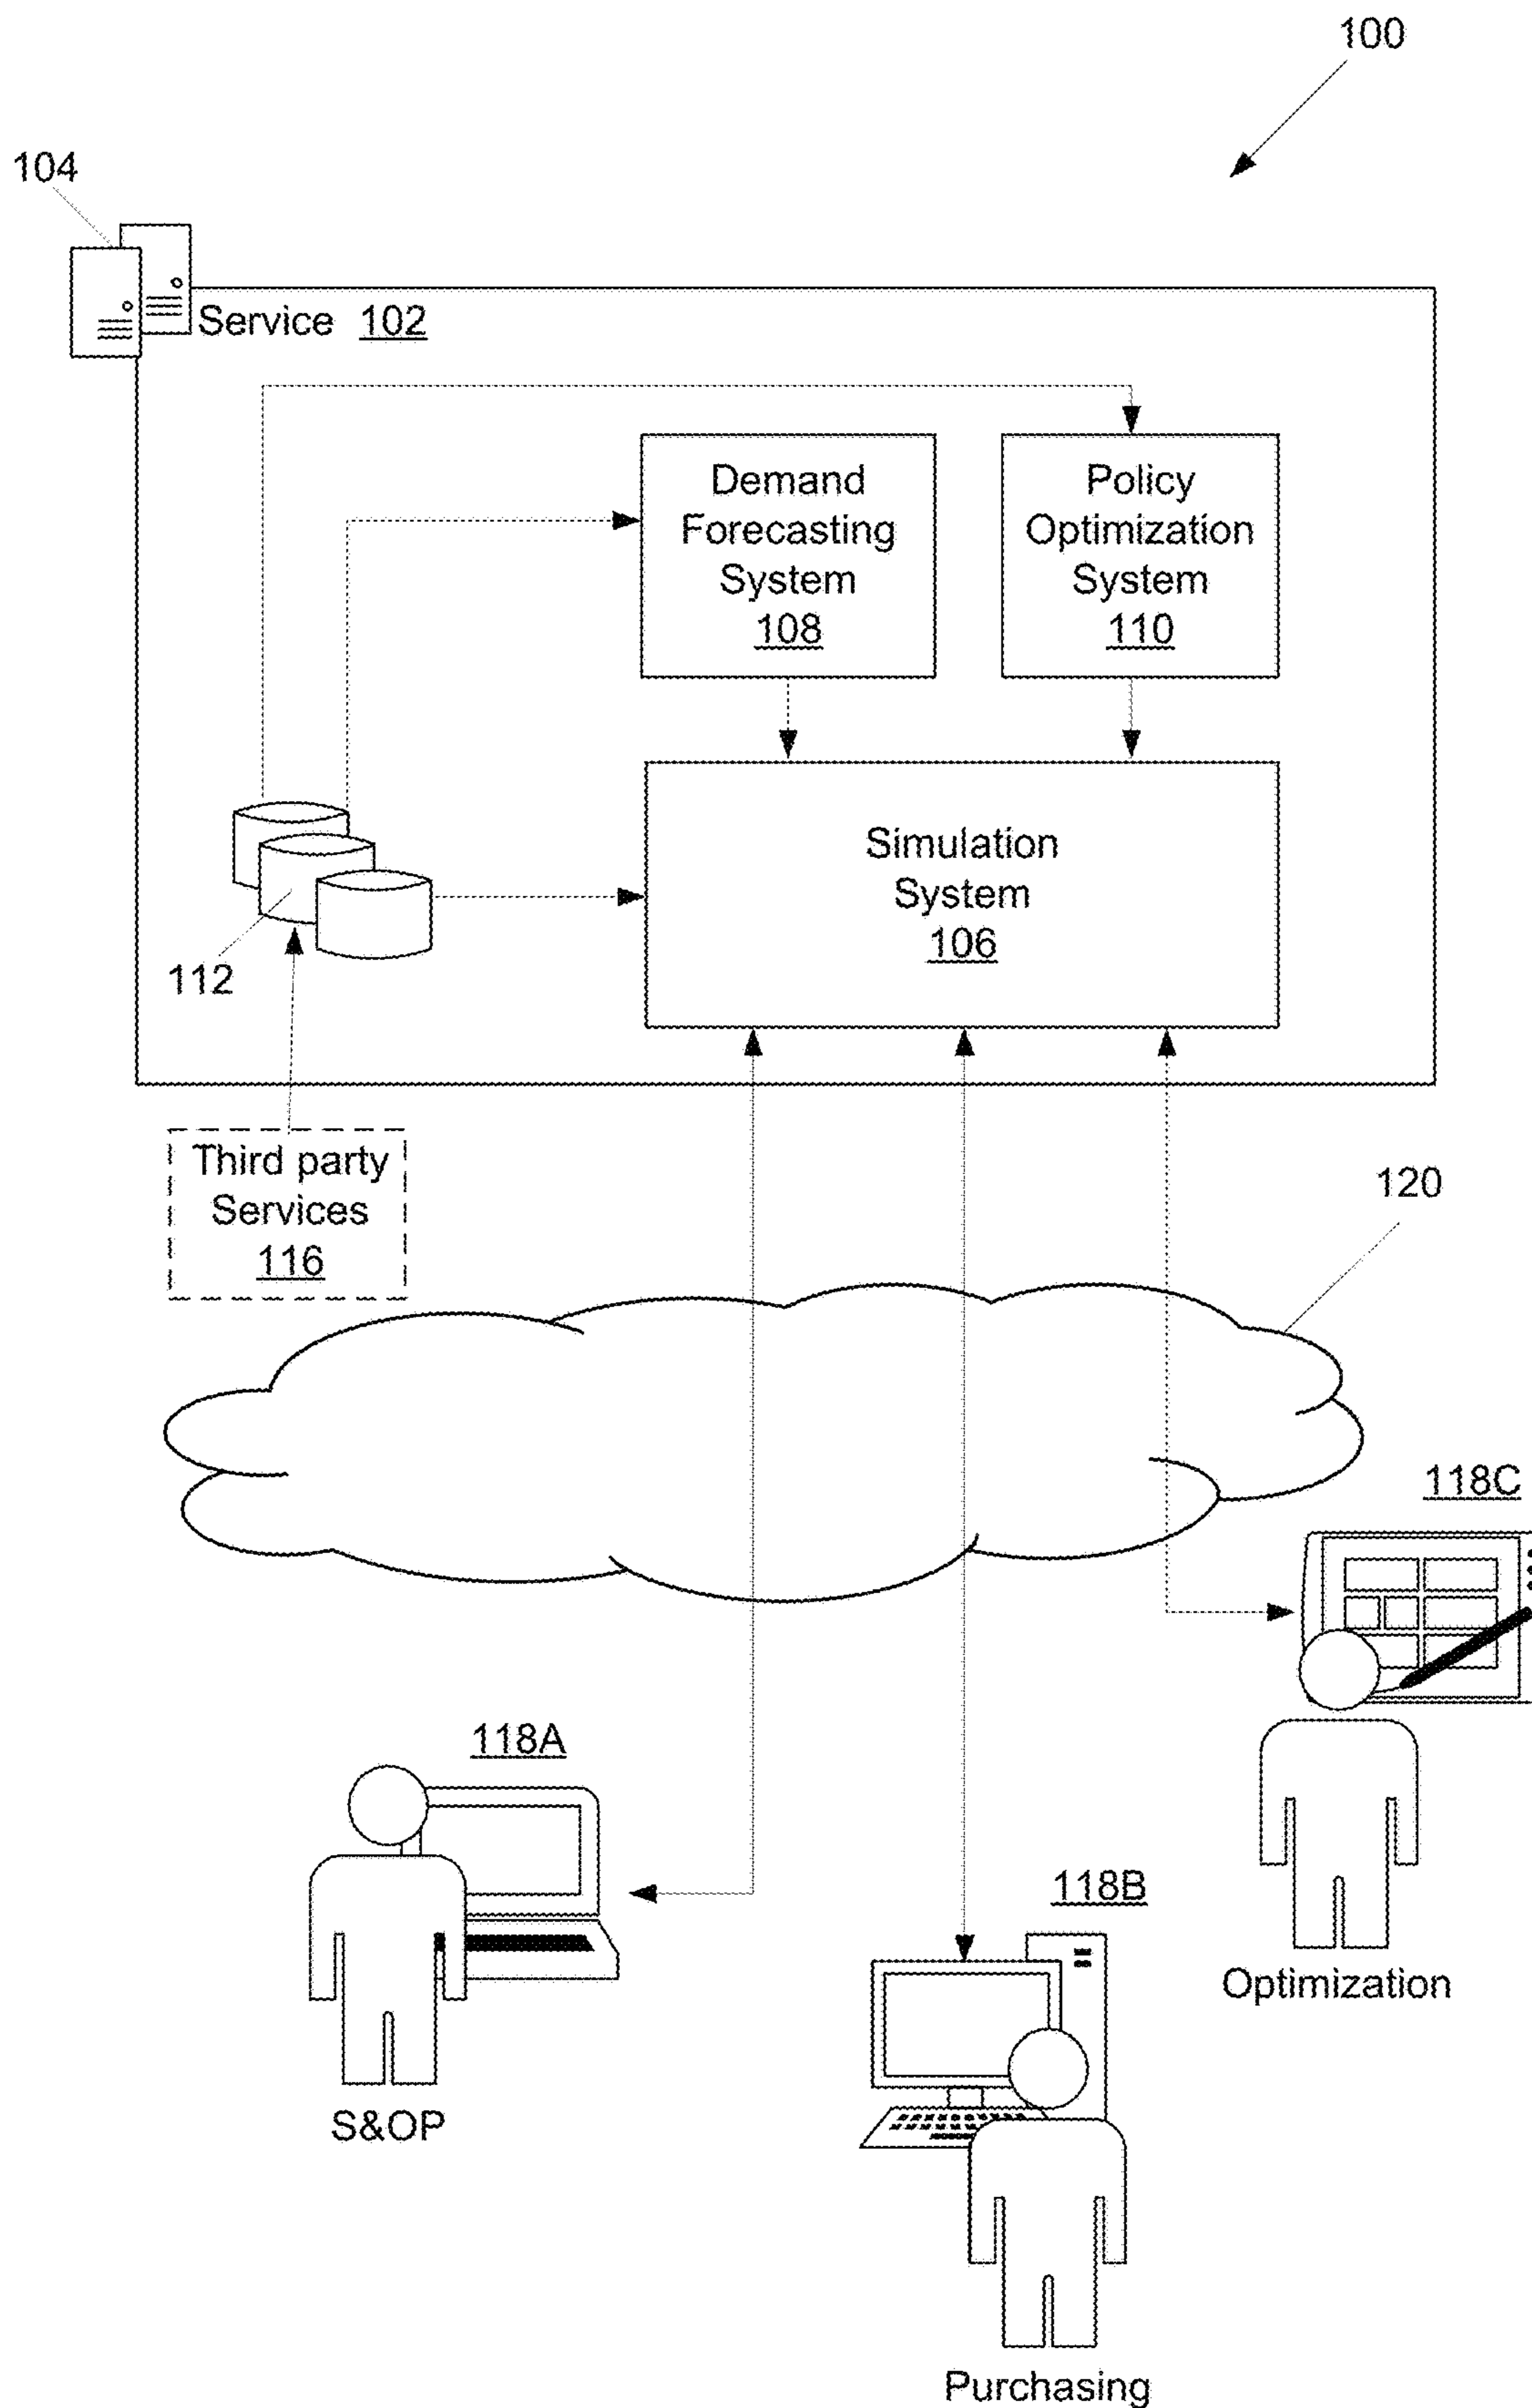 100
104
Service 102
Demand
Forecasting
System
108
Policy
Optimization
System
110
Simulation
System
106
112
Third party
Services
116
120
118C
118A
118B
Optimization
S&OP
Purchasing